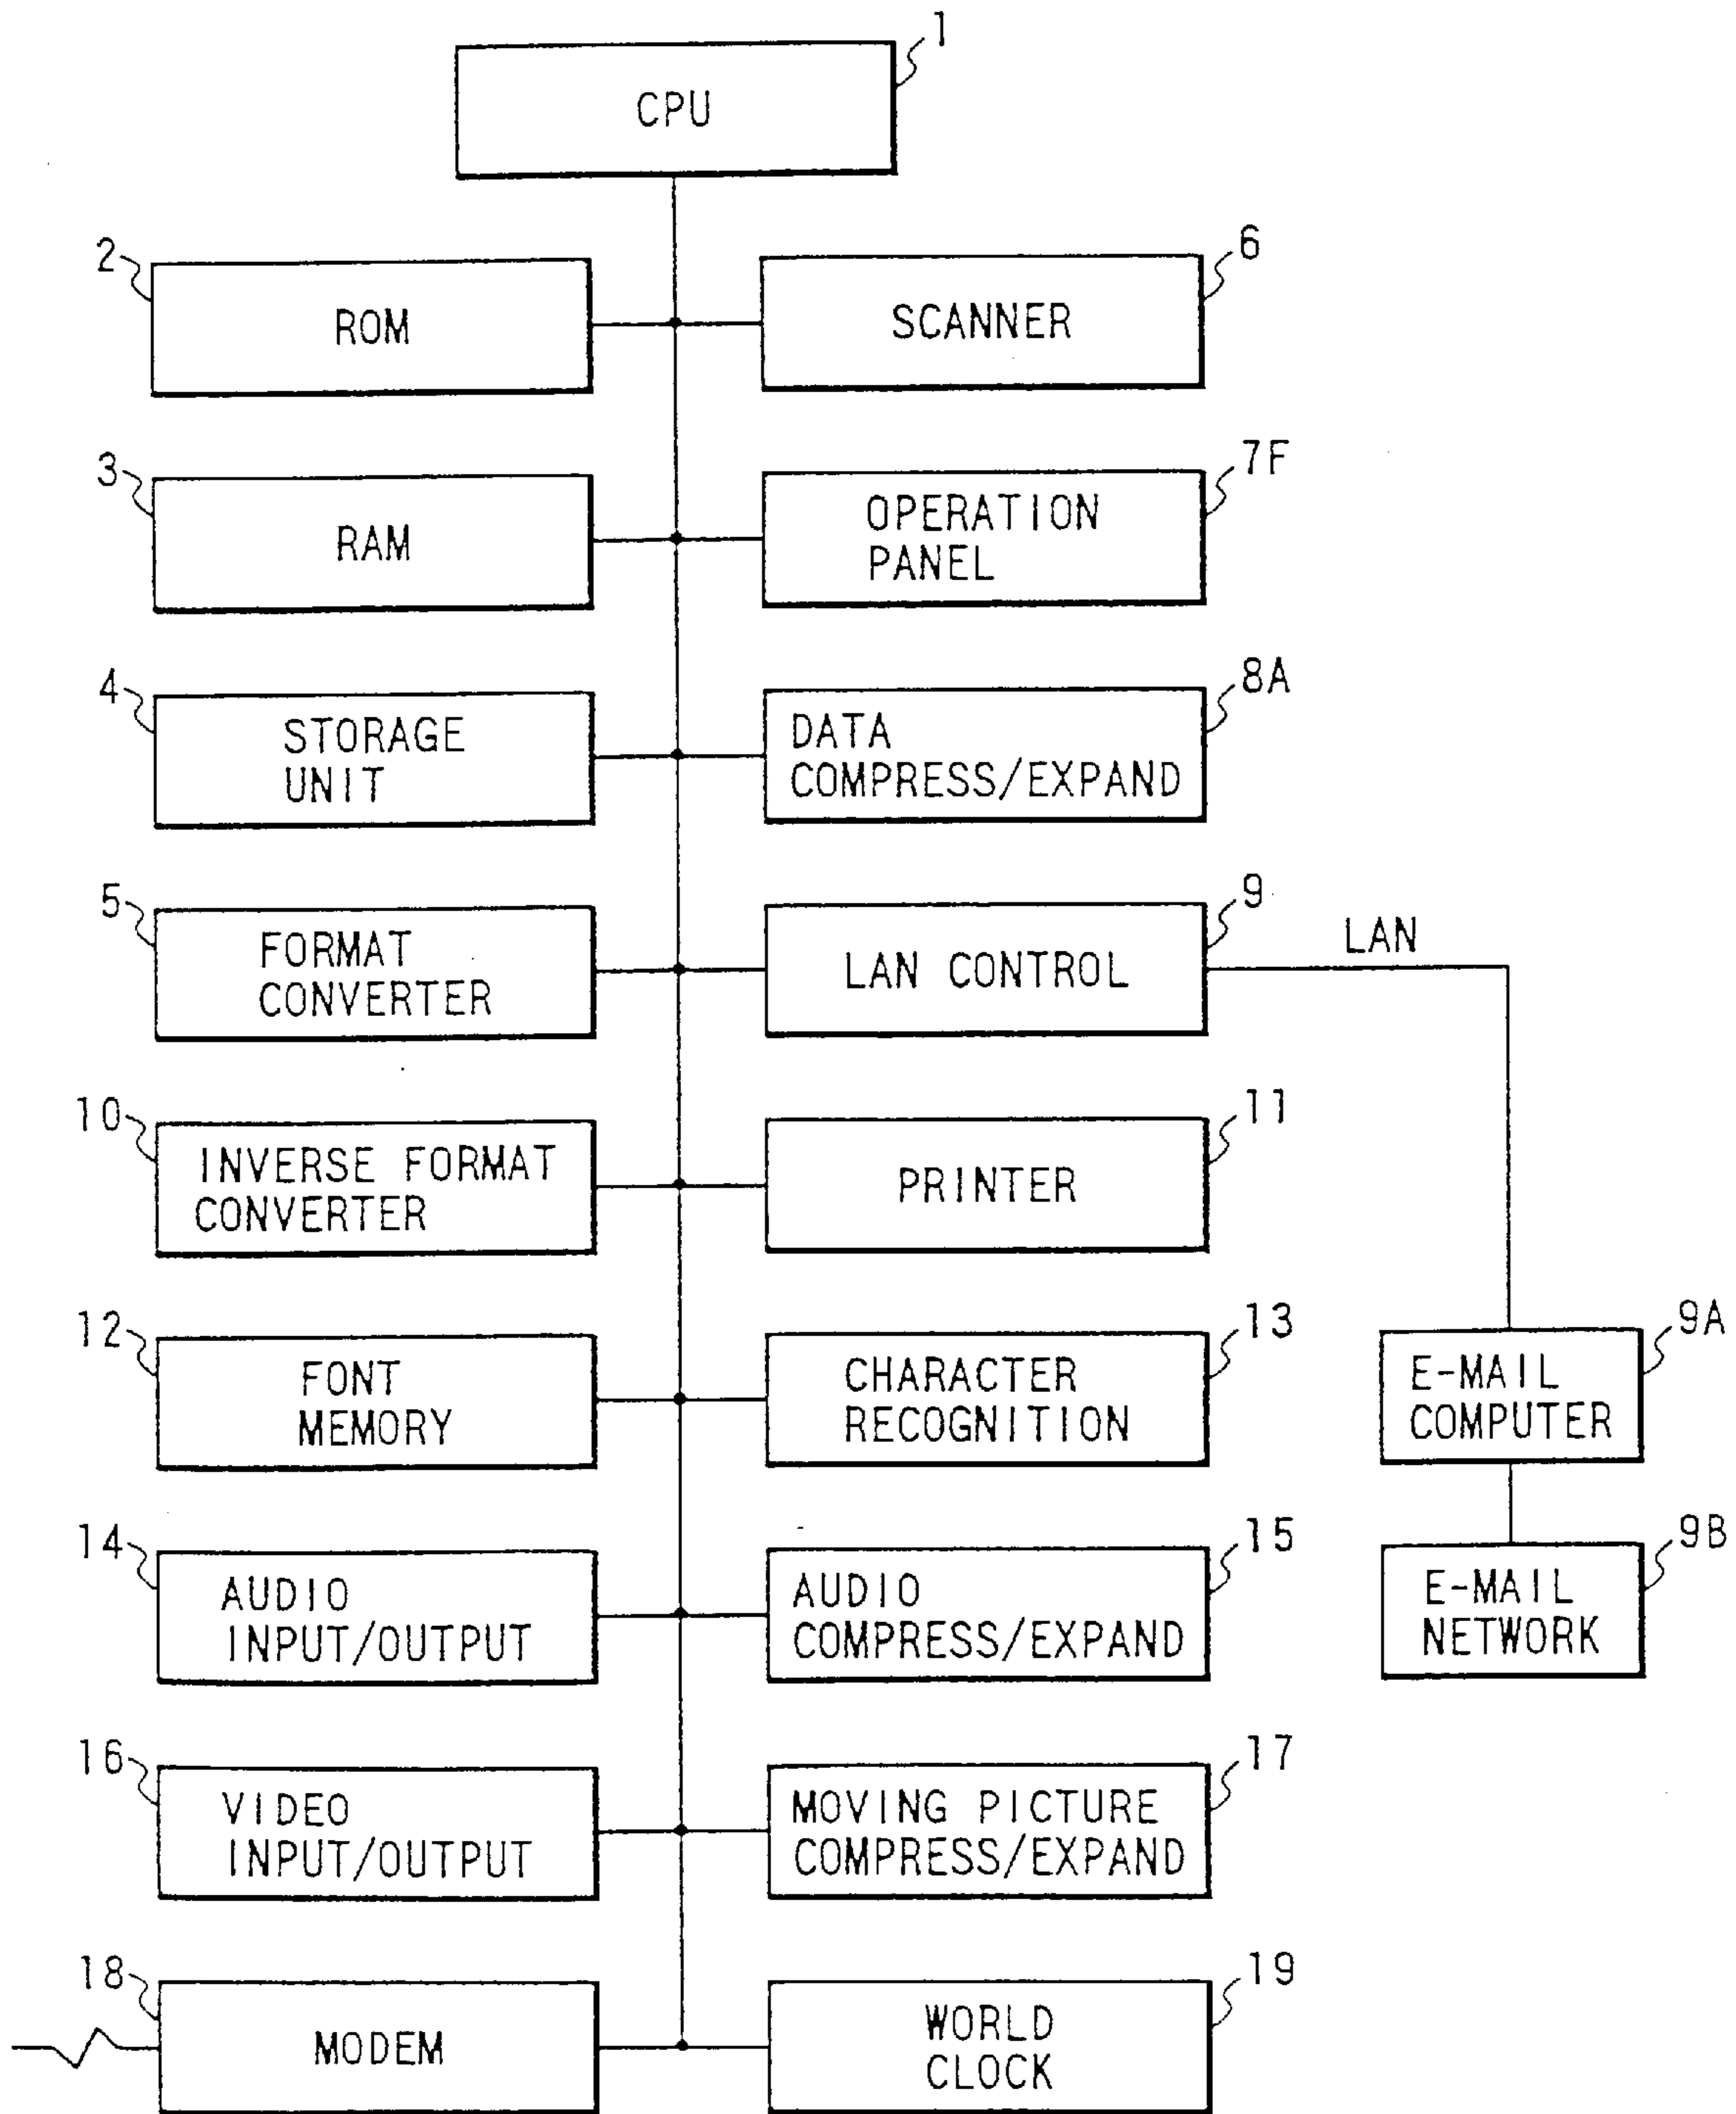 1
CPU
2
ROM
6
SCANNER
3
RAM
7F
OPERATION
PANEL
4
STORAGE
UNIT
8A
DATA
COMPRESS/EXPAND
5
FORMAT
CONVERTER
9
LAN CONTROL
LAN
10
INVERSE FORMAT
CONVERTER
11
PRINTER
12
FONT
MEMORY
13
CHARACTER
RECOGNITION
9A
E-MAIL
COMPUTER
14
AUDIO
INPUT/OUTPUT
15
AUDIO
COMPRESS/EXPAND
9B
E-MAIL
NETWORK
16
VIDEO
INPUT/OUTPUT
17
MOVING PICTURE
COMPRESS/EXPAND
18
MODEM
19
WORLD
CLOCK